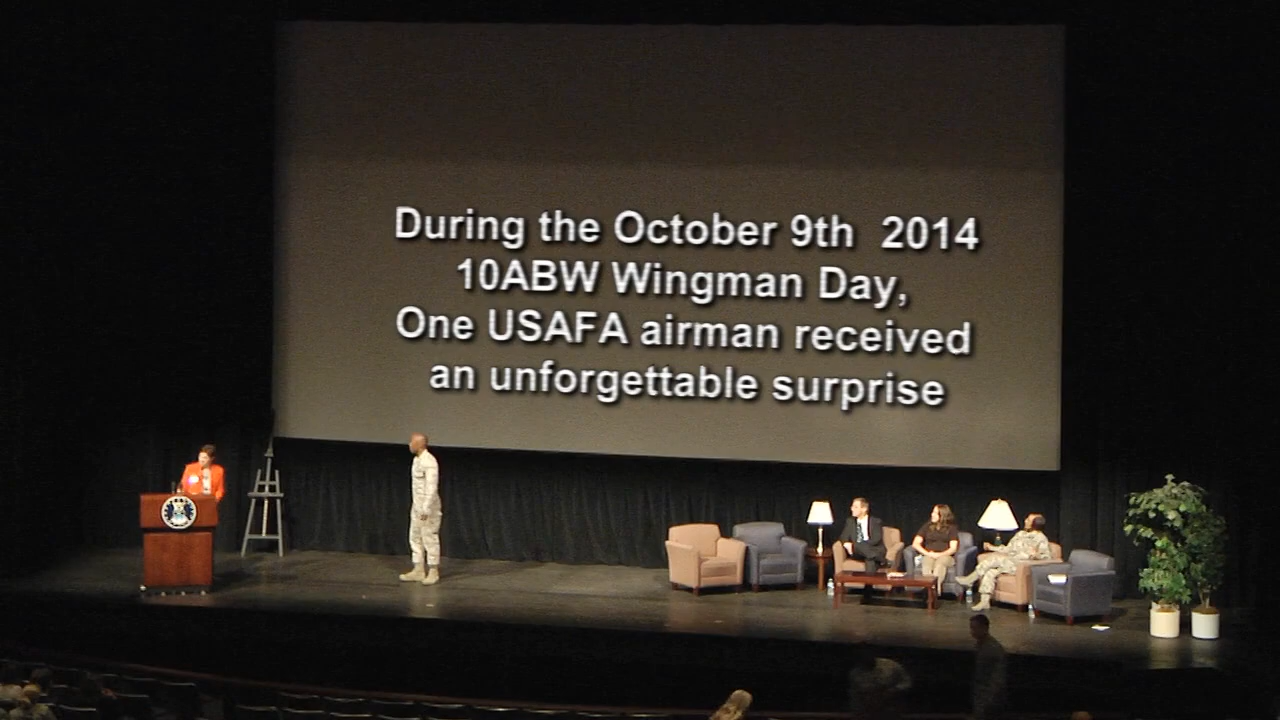 During the October 9th 2014
10ABW Wingman Day,
One USAFA airman received
an unforgettable surprise